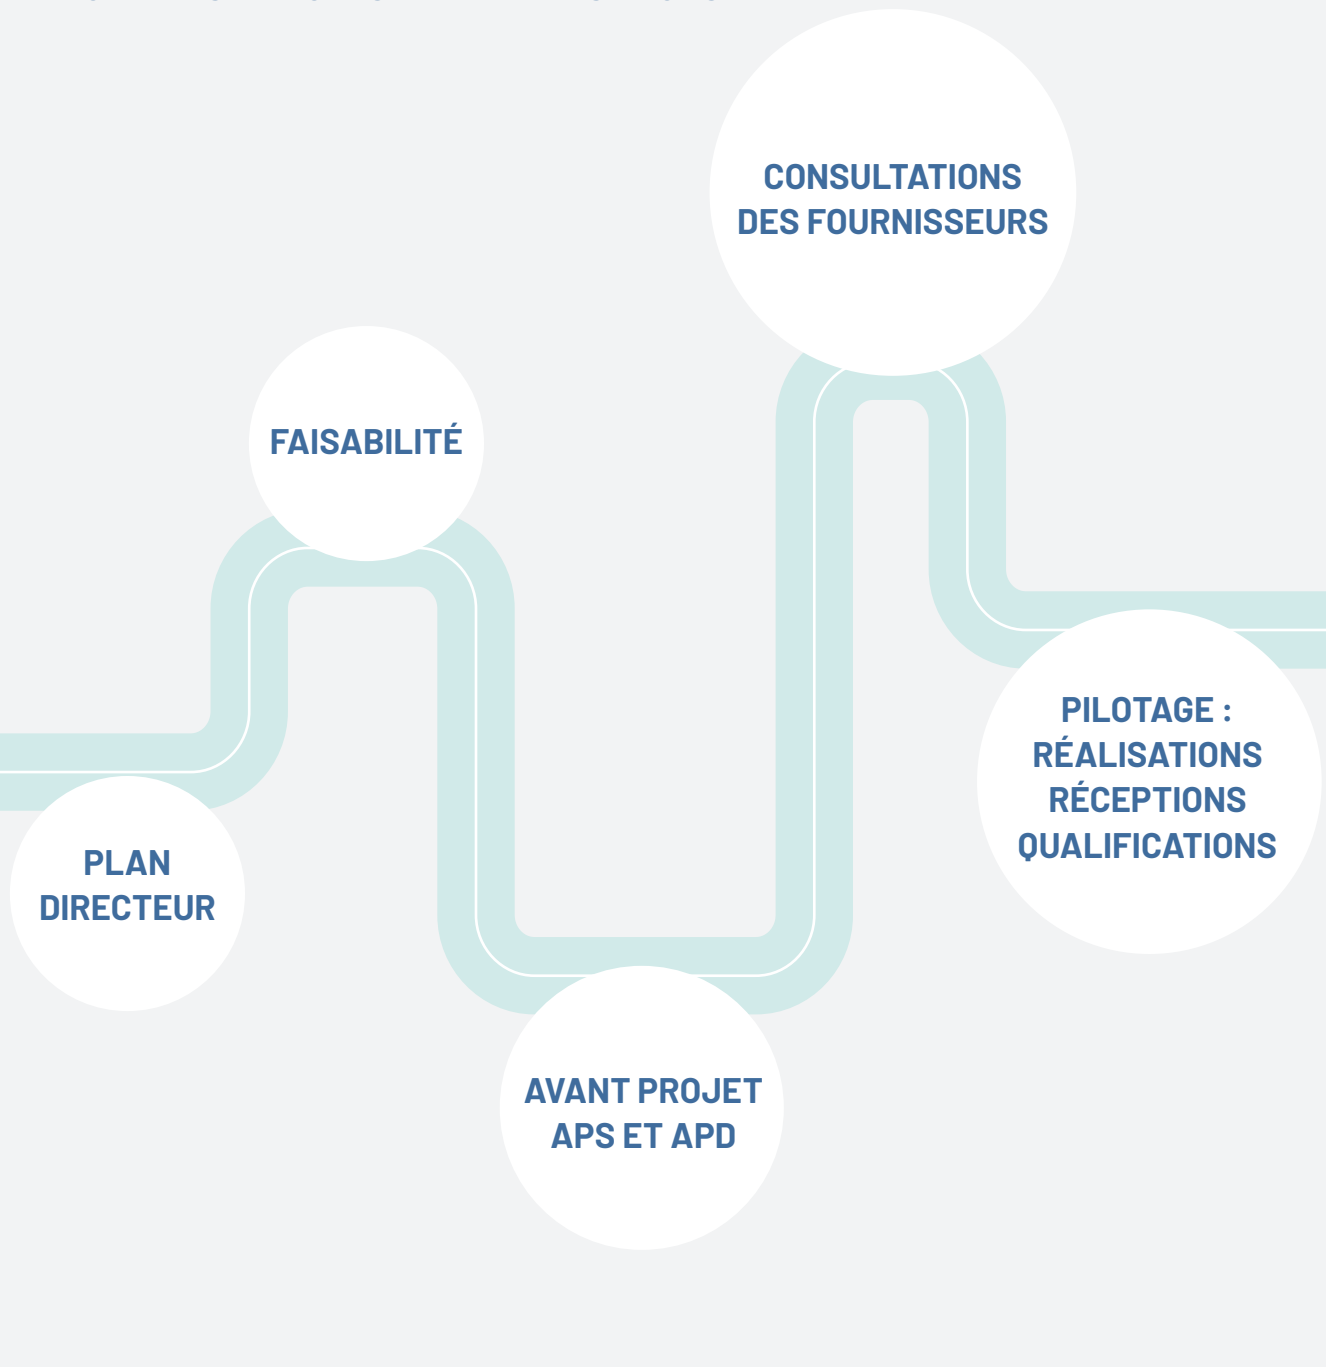 PLAN
DIRECTEUR
FAISABILITÉ
AVANT PROJET
APS ET APD
CONSULTATIONS
DES FOURNISSEURS
PILOTAGE :
RÉALISATIONS
RÉCEPTIONS
QUALIFICATIONS